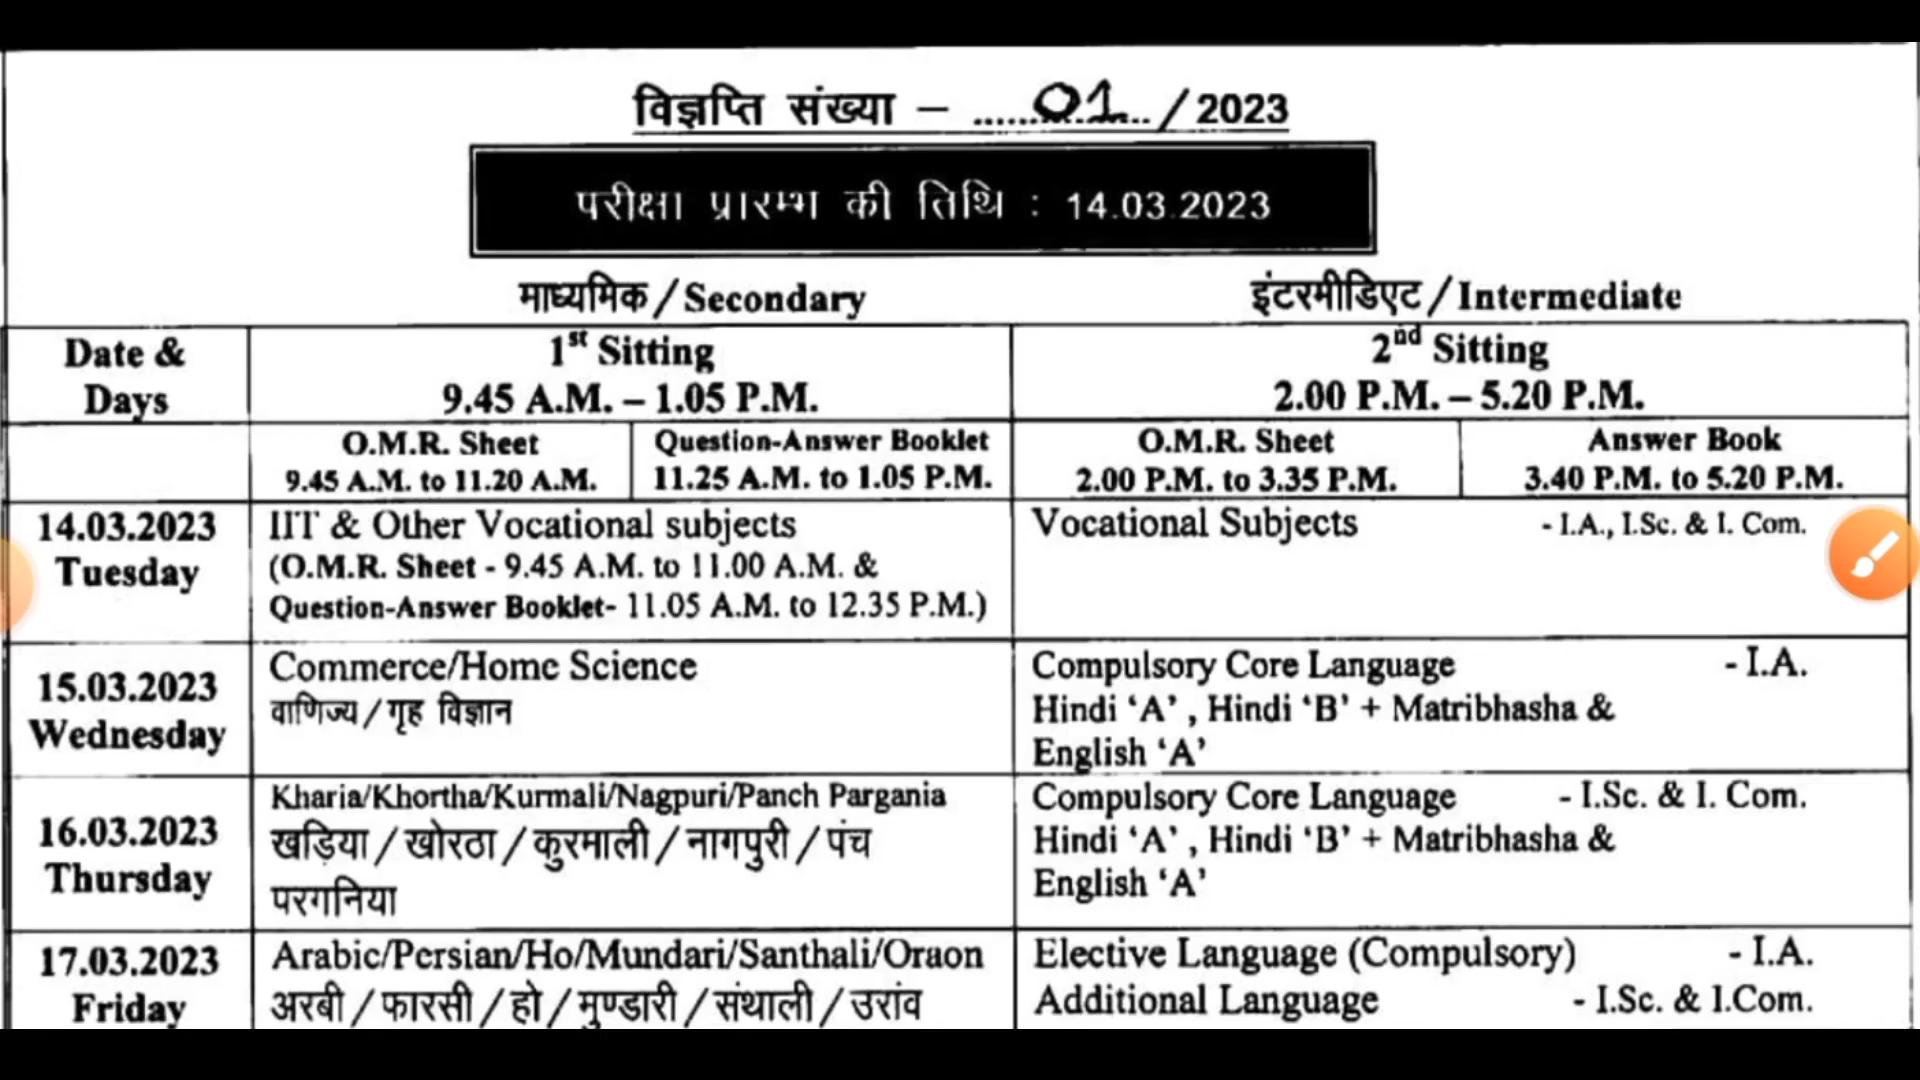 विज्ञप्ति संख्या – ........01...../2023
परीक्षा प्रारम्भ की तिथि : 14.03.2023
माध्यमिक/Secondary
इंटरमीडिएट/Intermediate
Date &
Days
1st Sitting
9.45 A.M. – 1.05 P.M.
2nd Sitting
2.00 P.M. – 5.20 P.M.
O.M.R. Sheet
9.45 A.M. to 11.20 A.M.
Question-Answer Booklet
11.25 A.M. to 1.05 P.M.
O.M.R. Sheet
2.00 P.M. to 3.35 P.M.
Answer Book
3.40 P.M. to 5.20 P.M.
14.03.2023
Tuesday
IIT & Other Vocational subjects
(O.M.R. Sheet - 9.45 A.M. to 11.00 A.M. &
Question-Answer Booklet- 11.05 A.M. to 12.35 P.M.)
Vocational Subjects - I.A., I.Sc. & I. Com.
15.03.2023
Wednesday
Commerce/Home Science
वाणिज्य/गृह विज्ञान
Compulsory Core Language - I.A.
Hindi ‘A’ , Hindi ‘B’ + Matribhasha &
English ‘A’
16.03.2023
Thursday
Kharia/Khortha/Kurmali/Nagpuri/Panch Pargania
खड़िया/खोरठा/कुरमाली/नागपुरी/पंच
परगनिया
Compulsory Core Language - I.Sc. & I. Com.
Hindi ‘A’ , Hindi ‘B’ + Matribhasha &
English ‘A’
17.03.2023
Friday
Arabic/Persian/Ho/Mundari/Santhali/Oraon
अरबी/फारसी/हो/मुण्डारी/संथाली/उरांव
Elective Language (Compulsory) - I.A.
Additional Language - I.Sc. & I.Com.